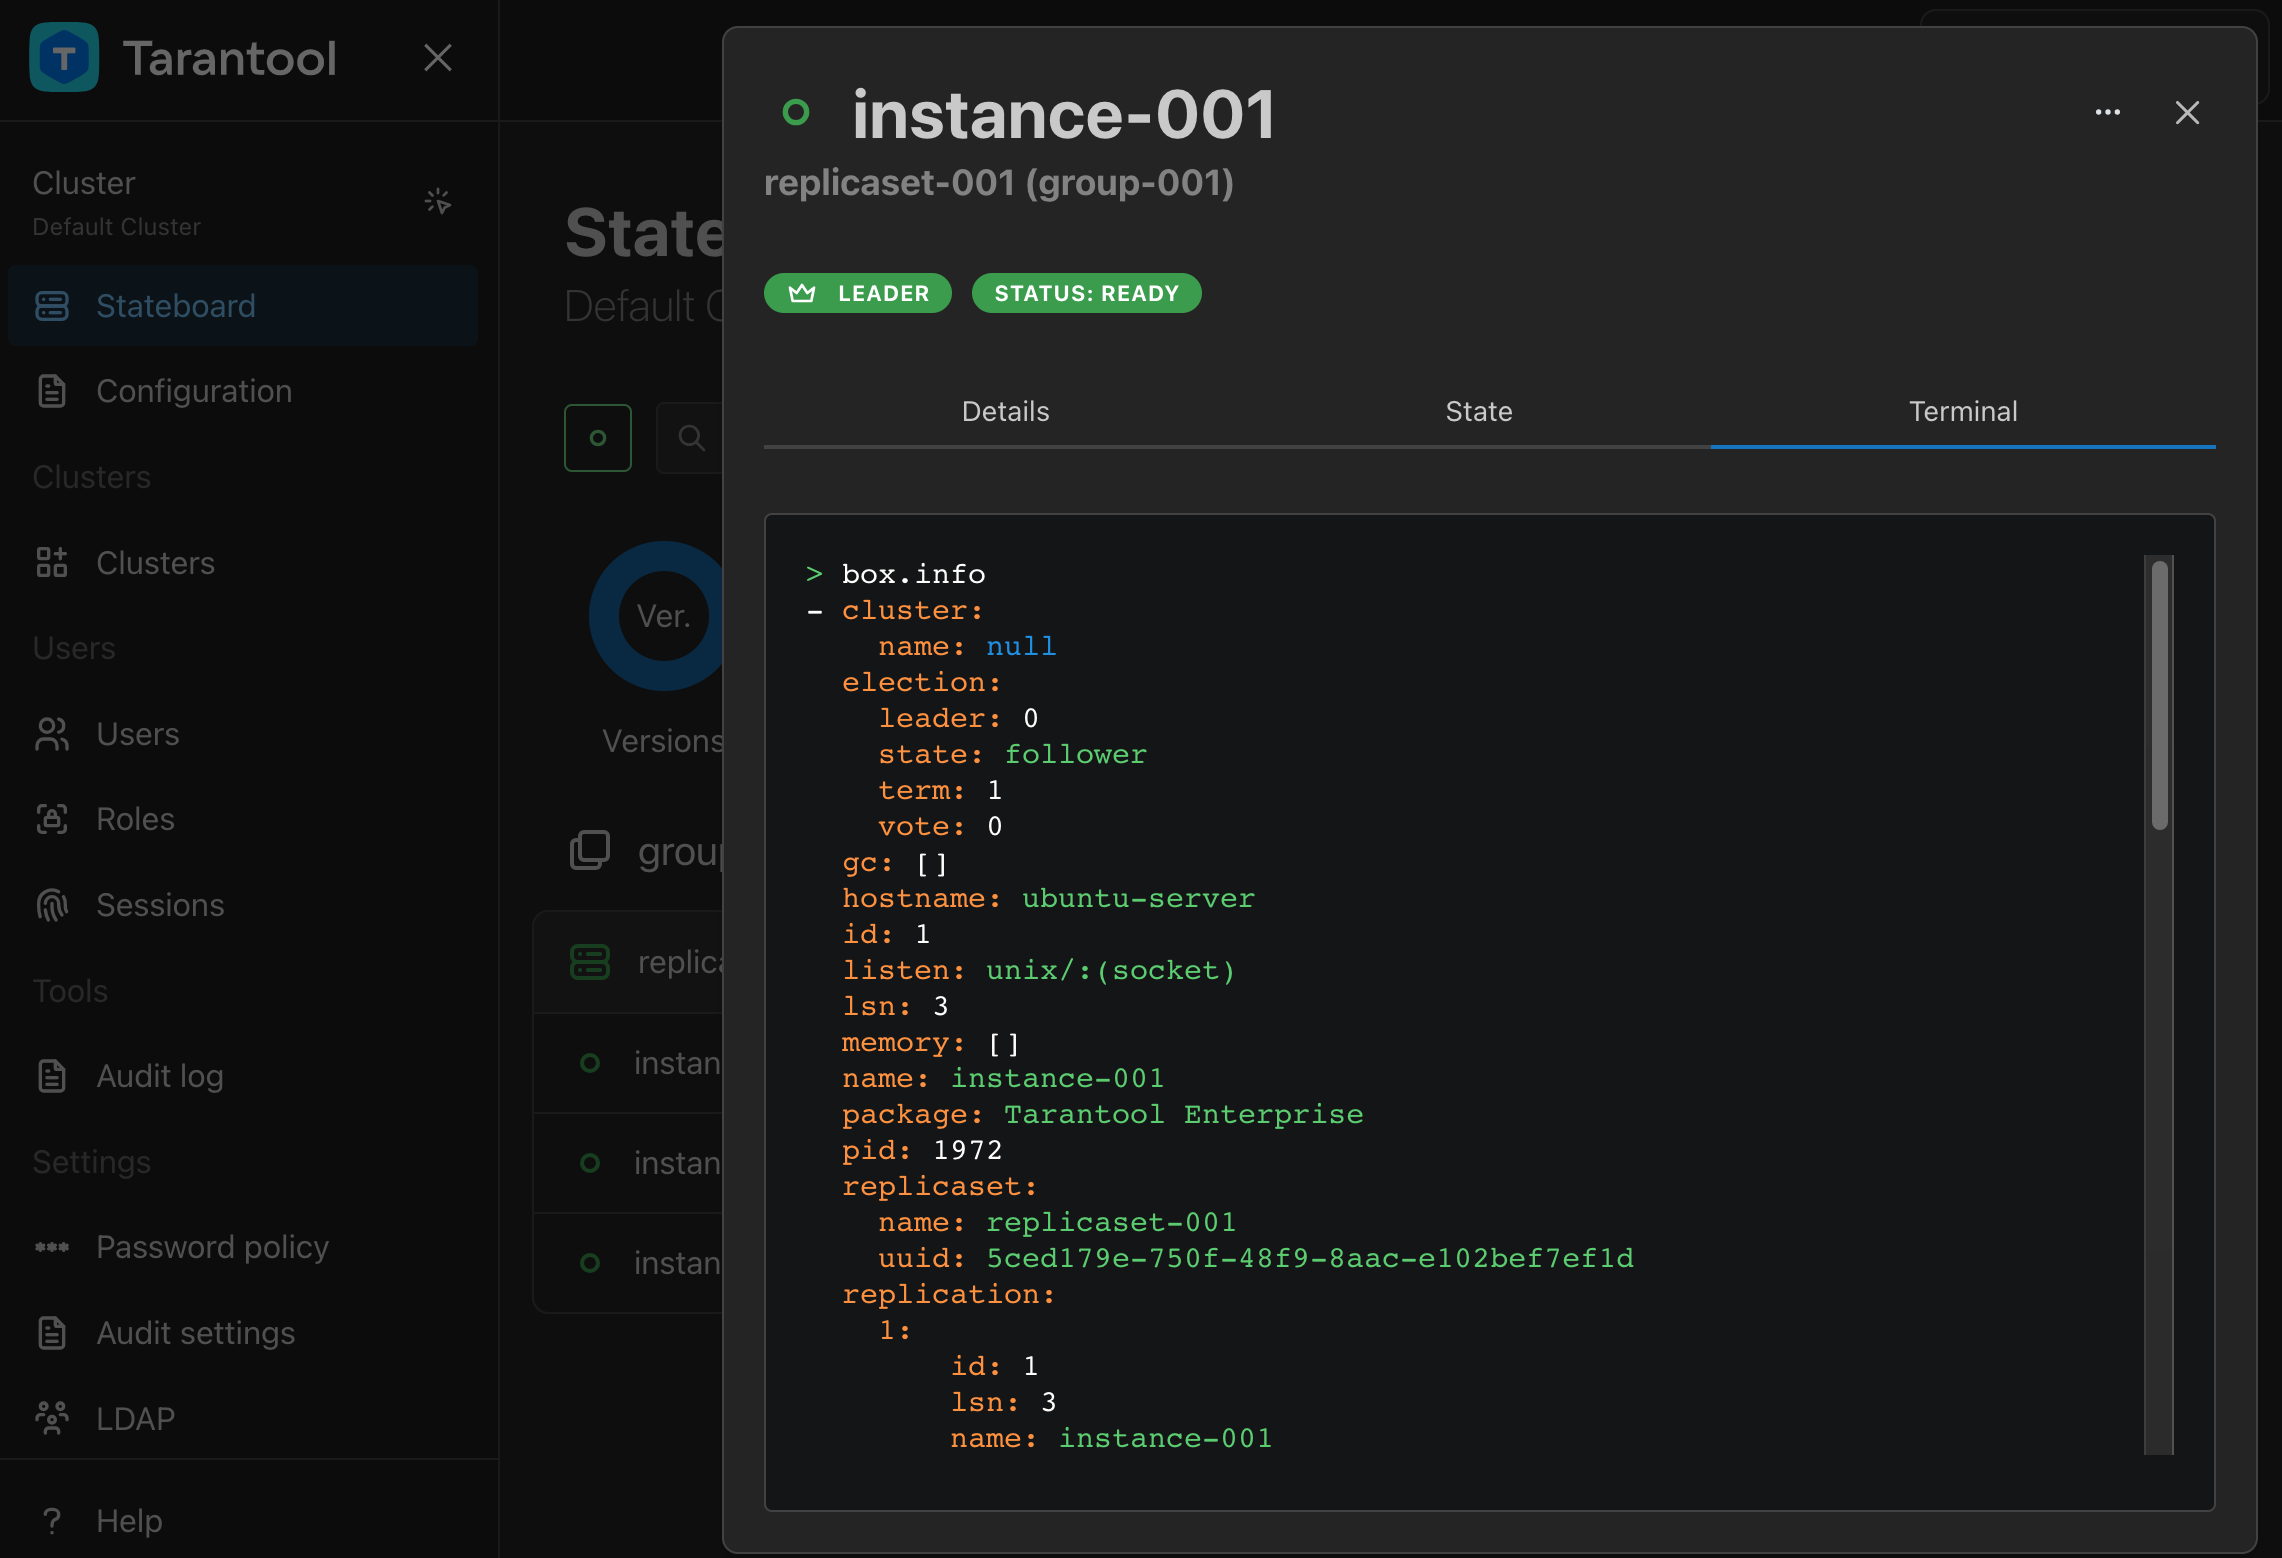 Tarantool
Cluster
Default Cluster
Stateboard
Configuration
Clusters
Clusters
Users
Users
Roles
Sessions
Tools
Audit log
Settings
Password policy
Audit settings
LDAP
Help
State
Default C
Ver.
Versions
group
replica
instan
instan
instan
instance-001
replicaset-001 (group-001)
LEADER STATUS: READY
Details State Terminal
> box.info
- cluster:
name: null
election:
leader: 0
state: follower
term: 1
vote: 0
gc: []
hostname: ubuntu-server
id: 1
listen: unix/:(socket)
lsn: 3
memory: []
name: instance-001
package: Tarantool Enterprise
pid: 1972
replicaset:
name: replicaset-001
uuid: 5ced179e-750f-48f9-8aac-e102bef7ef1d
replication:
1:
id: 1
lsn: 3
name: instance-001